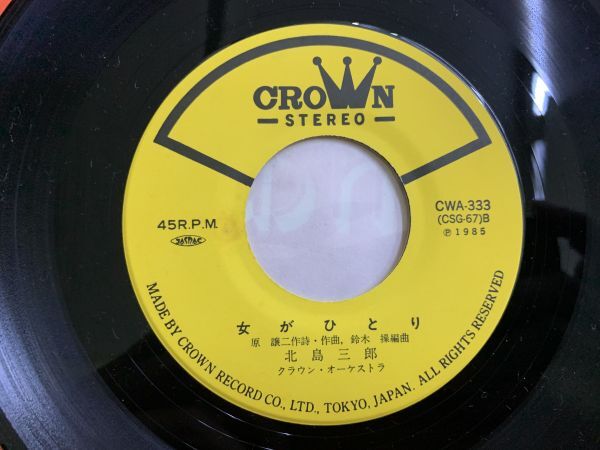 CROWN
STEREO
45R.P.M.
JASRAC
CWA-333
(CSG-67)B
Ⓟ1985
女がひとり
原 譲二作詩・作曲, 鈴木 操編曲
北島三郎
クラウン・オーケストラ
MADE BY CROWN RECORD CO., LTD., TOKYO, JAPAN. ALL RIGHTS RESERVED